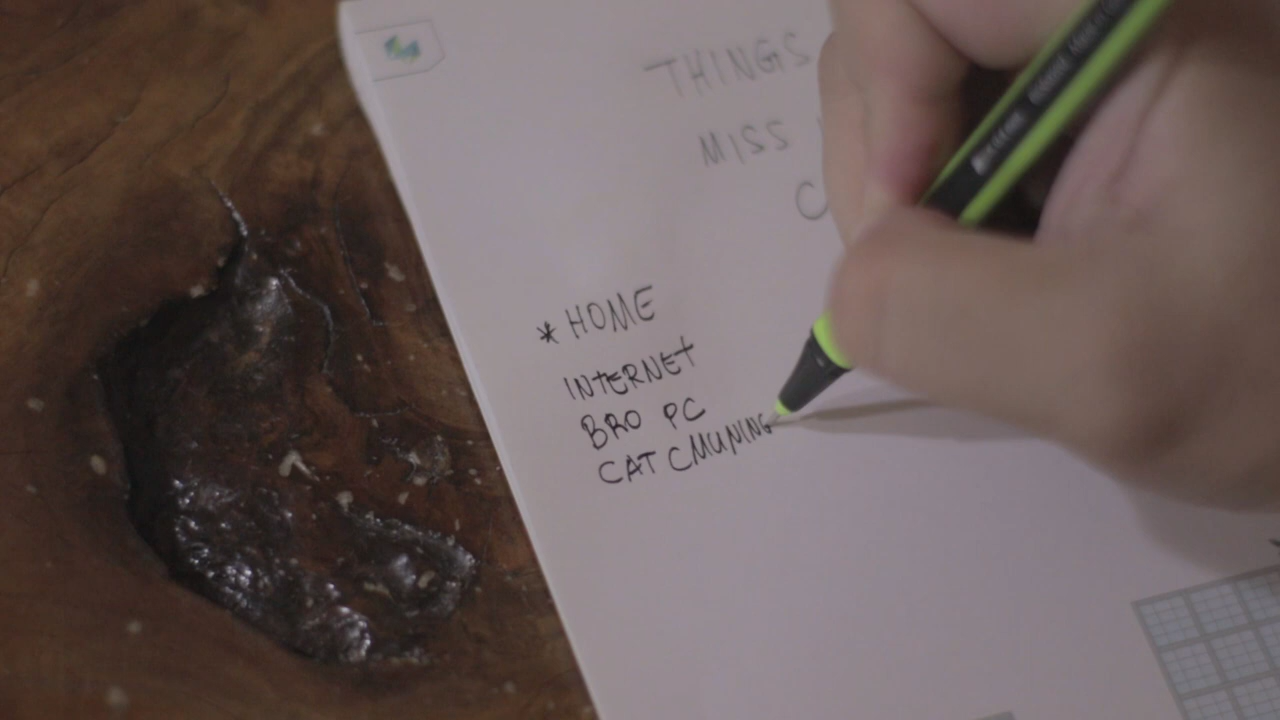 THINGS
MISS
* HOME
INTERNET
BRO PC
CAT CMUNING